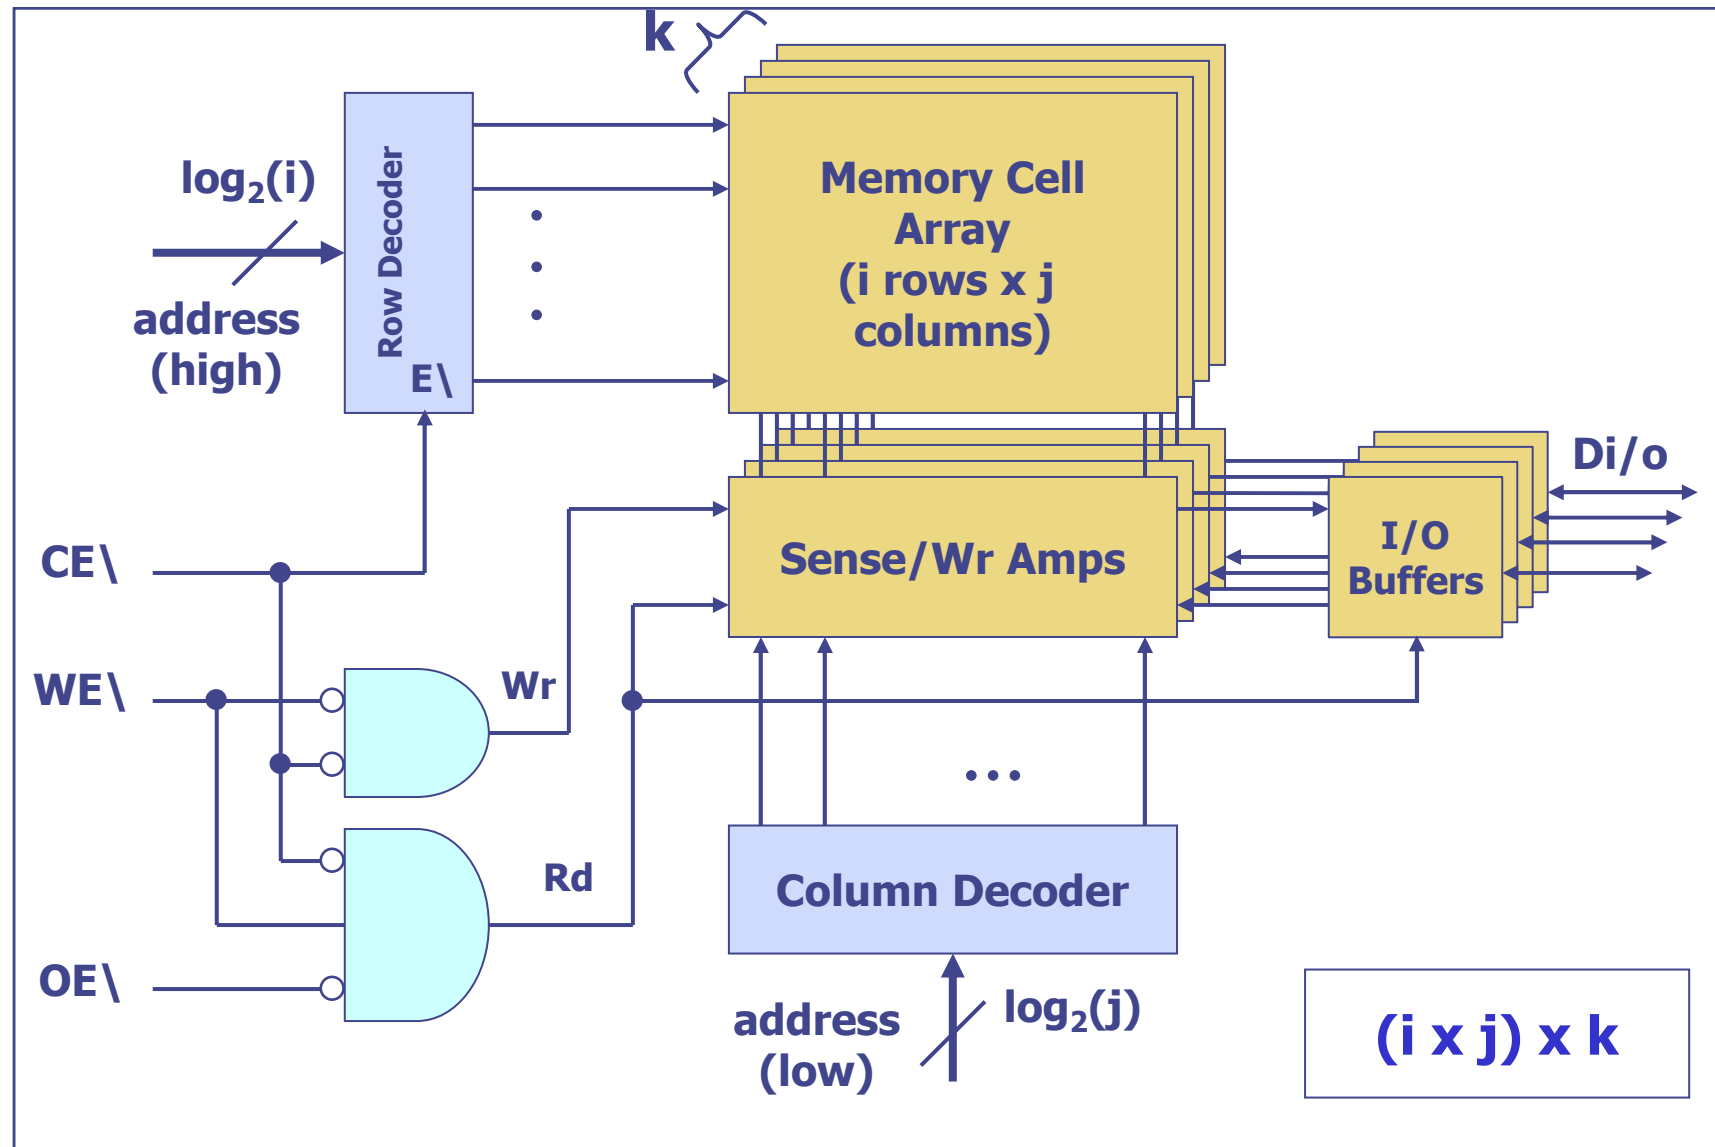 k
Row Decoder
E\
log₂(i)
address
(high)
Memory Cell
Array
(i rows x j
columns)
Di/o
I/O
Buffers
Sense/Wr Amps
CE\
WE\
OE\
Wr
Rd
...
Column Decoder
address
(low)
log₂(j)
(i x j) x k